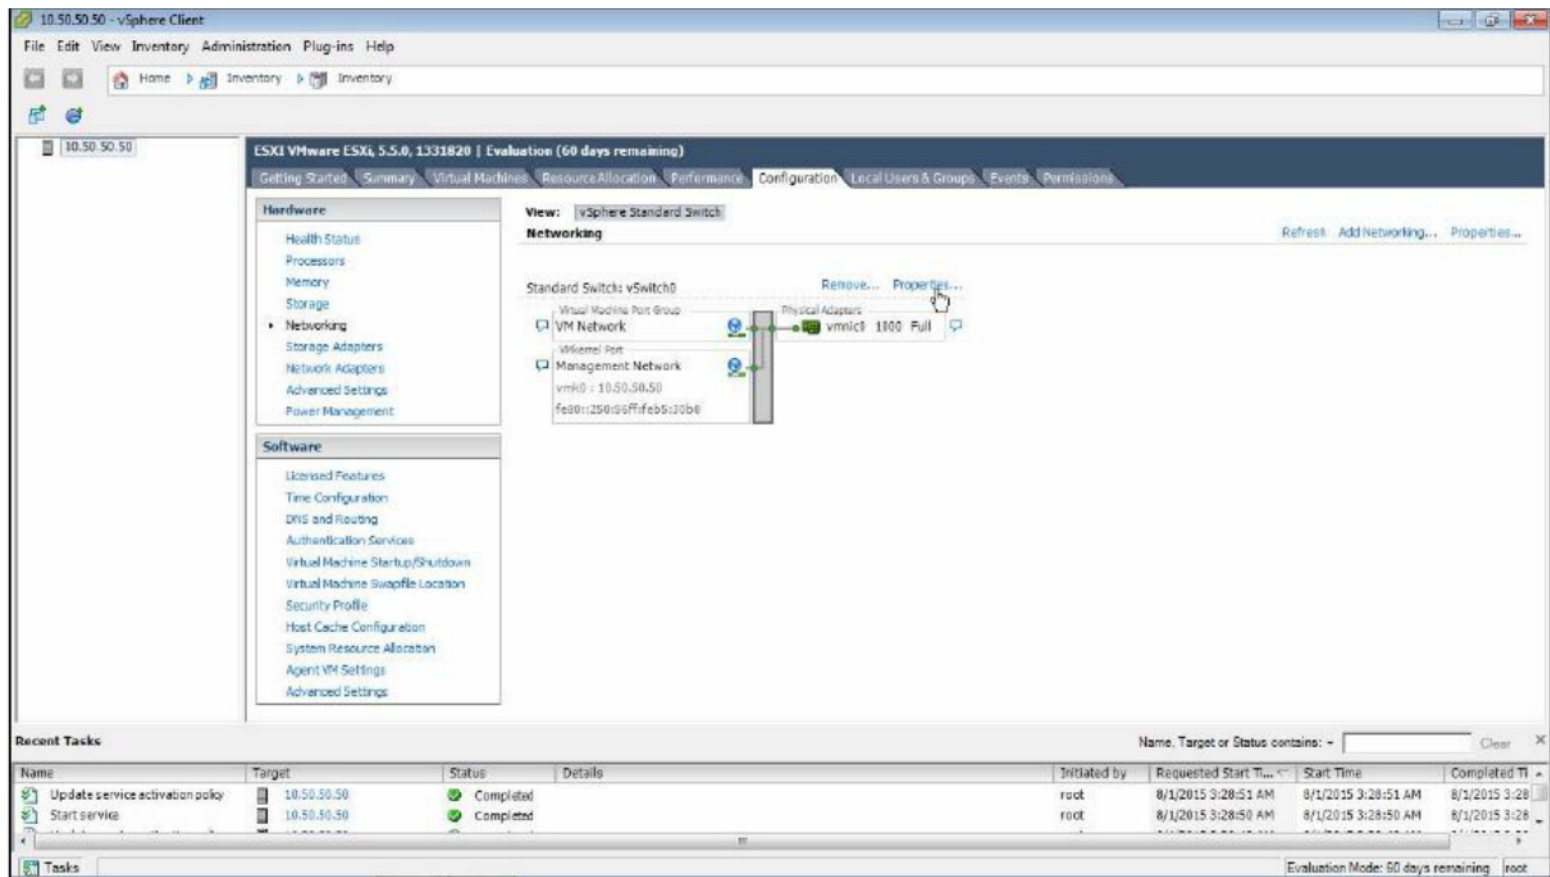 10.50.50.50 - vSphere Client
File Edit View Inventory Administration Plug-ins Help
Home Inventory Inventory
10.50.50.50
ESXI VMware ESXi, 5.5.0, 1331820 | Evaluation (60 days remaining)
Getting Started Summary Virtual Machines Resource Allocation Performance Configuration Local Users & Groups Events Permissions
Hardware
Health Status
Processors
Memory
Storage
Networking
Storage Adapters
Network Adapters
Advanced Settings
Power Management
Software
Licensed Features
Time Configuration
DNS and Routing
Authentication Services
Virtual Machine Startup/Shutdown
Virtual Machine Swapfile Location
Security Profile
Host Cache Configuration
System Resource Allocation
Agent VM Settings
Advanced Settings
View: vSphere Standard Switch
Networking
Refresh Add Networking... Properties...
Standard Switch: vSwitch0 Remove... Properties...
Virtual Machine Port Group Physical Adapters
VM Network vmnic0 1000 Full
VMkernel Port
Management Network
vmk0 : 10.50.50.50
Recent Tasks
Name, Target or Status contains: Clear
Name Target Status Details Initiated by Requested Start Ti... Start Time Completed Ti
Update service activation policy 10.50.50.50 Completed root 8/1/2015 3:28:51 AM 8/1/2015 3:28:51 AM 8/1/2015 3:28
Start service 10.50.50.50 Completed root 8/1/2015 3:28:50 AM 8/1/2015 3:28:50 AM 8/1/2015 3:28
Tasks Evaluation Mode: 60 days remaining root